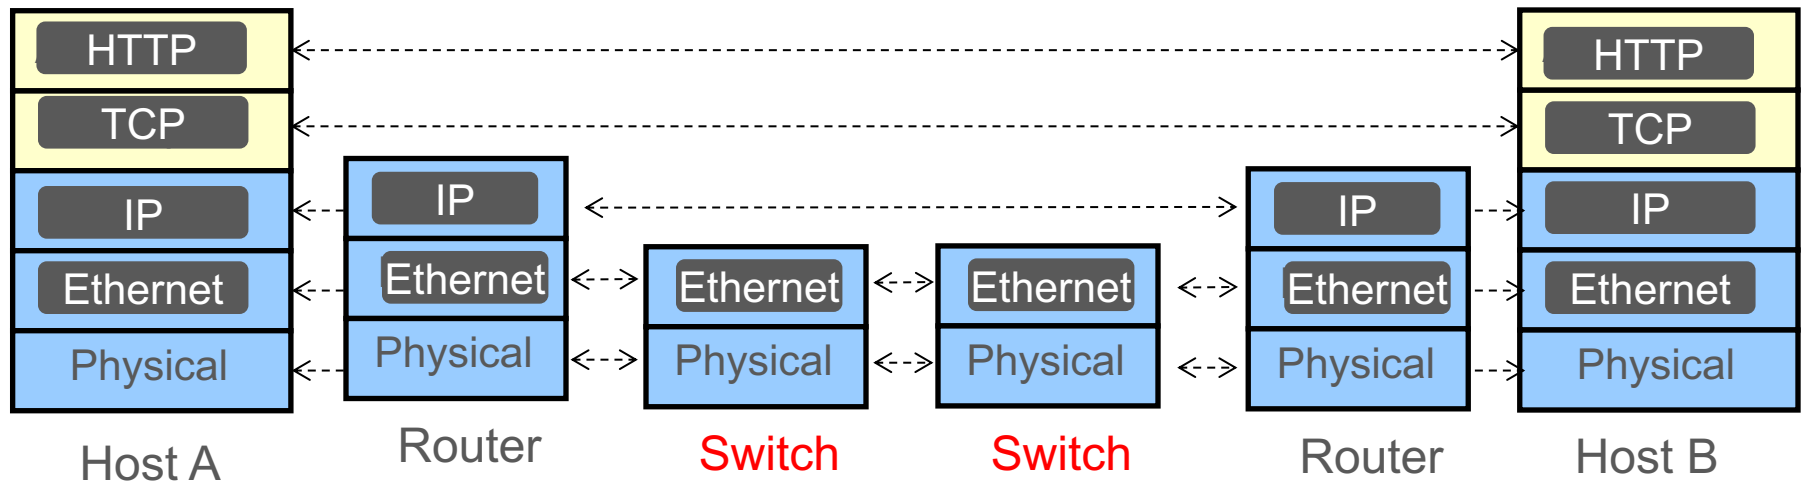 HTTP
TCP
IP
Ethernet
Physical
Host A
IP
Ethernet
Physical
Router
Ethernet
Physical
Switch
Ethernet
Physical
Switch
IP
Ethernet
Physical
Router
HTTP
TCP
IP
Ethernet
Physical
Host B